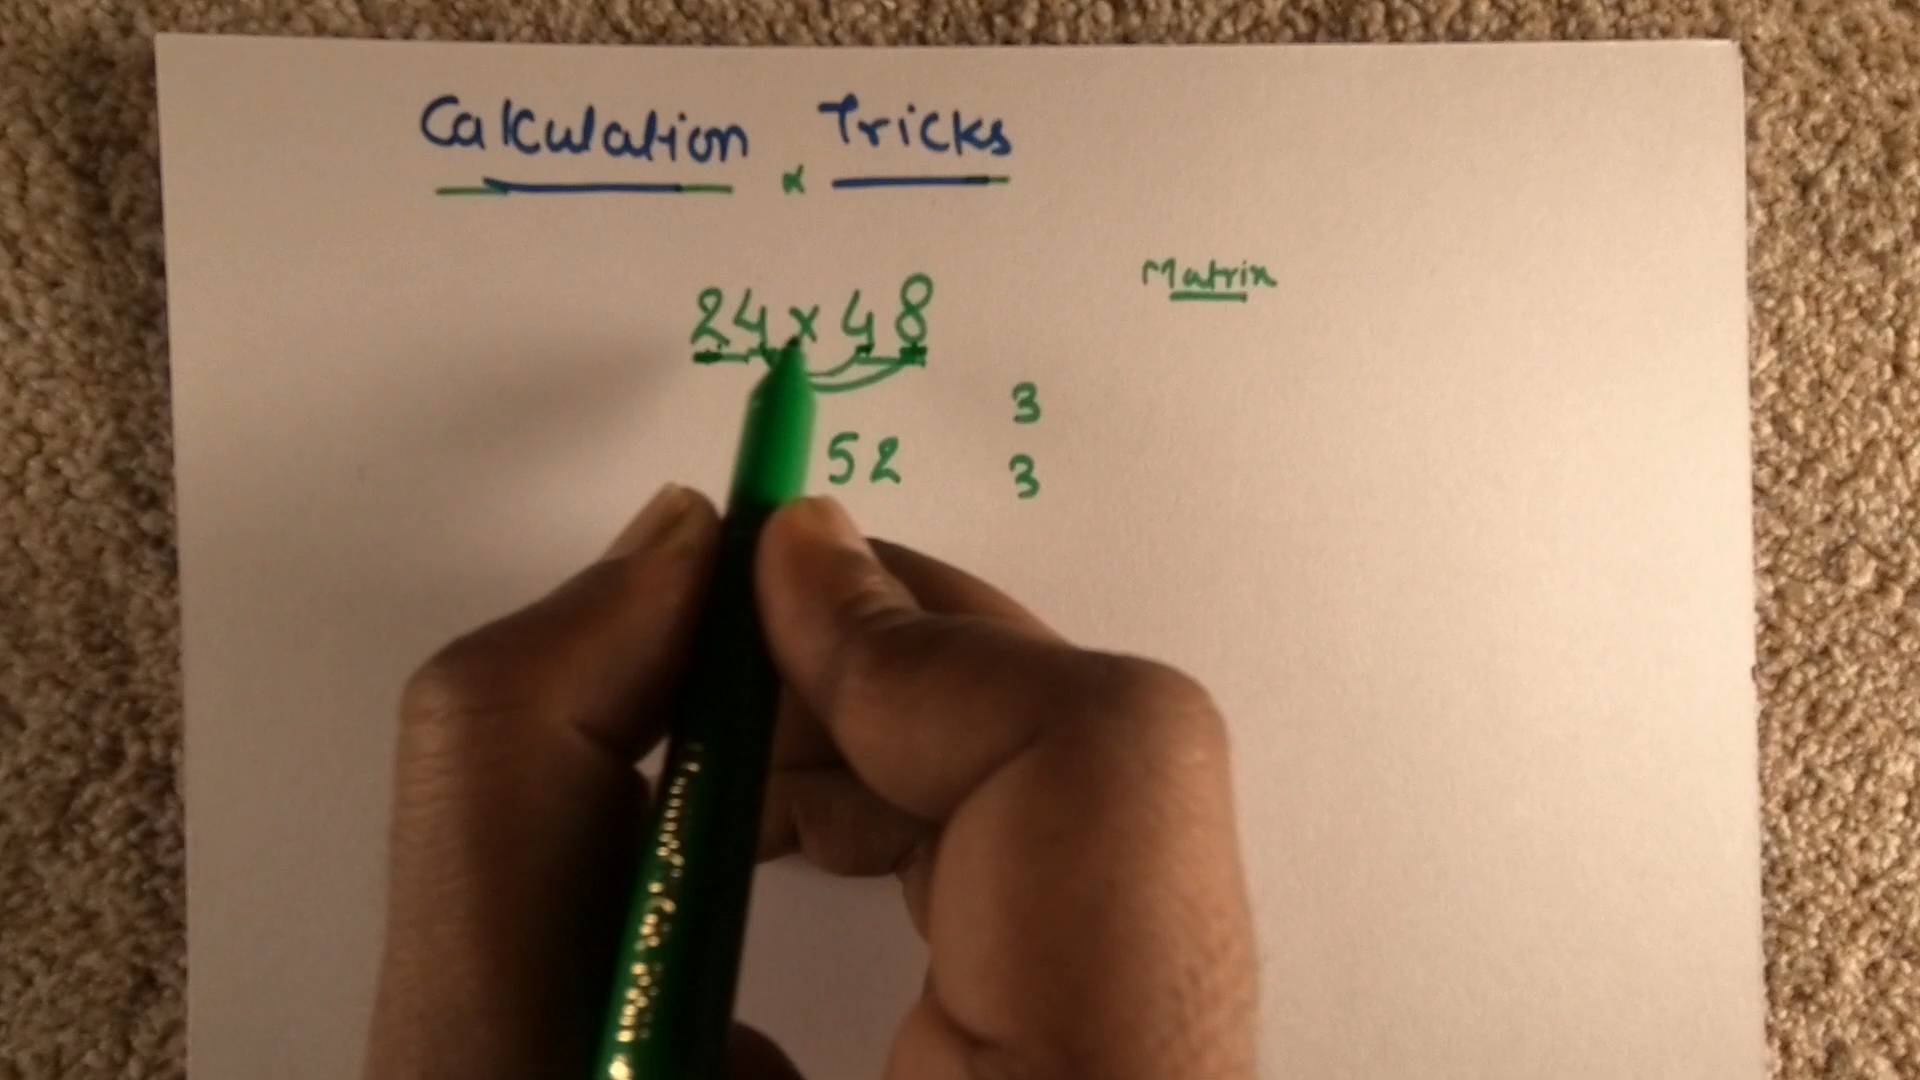 Calculation Tricks
x
24 x 48
Matrix
3
52
3